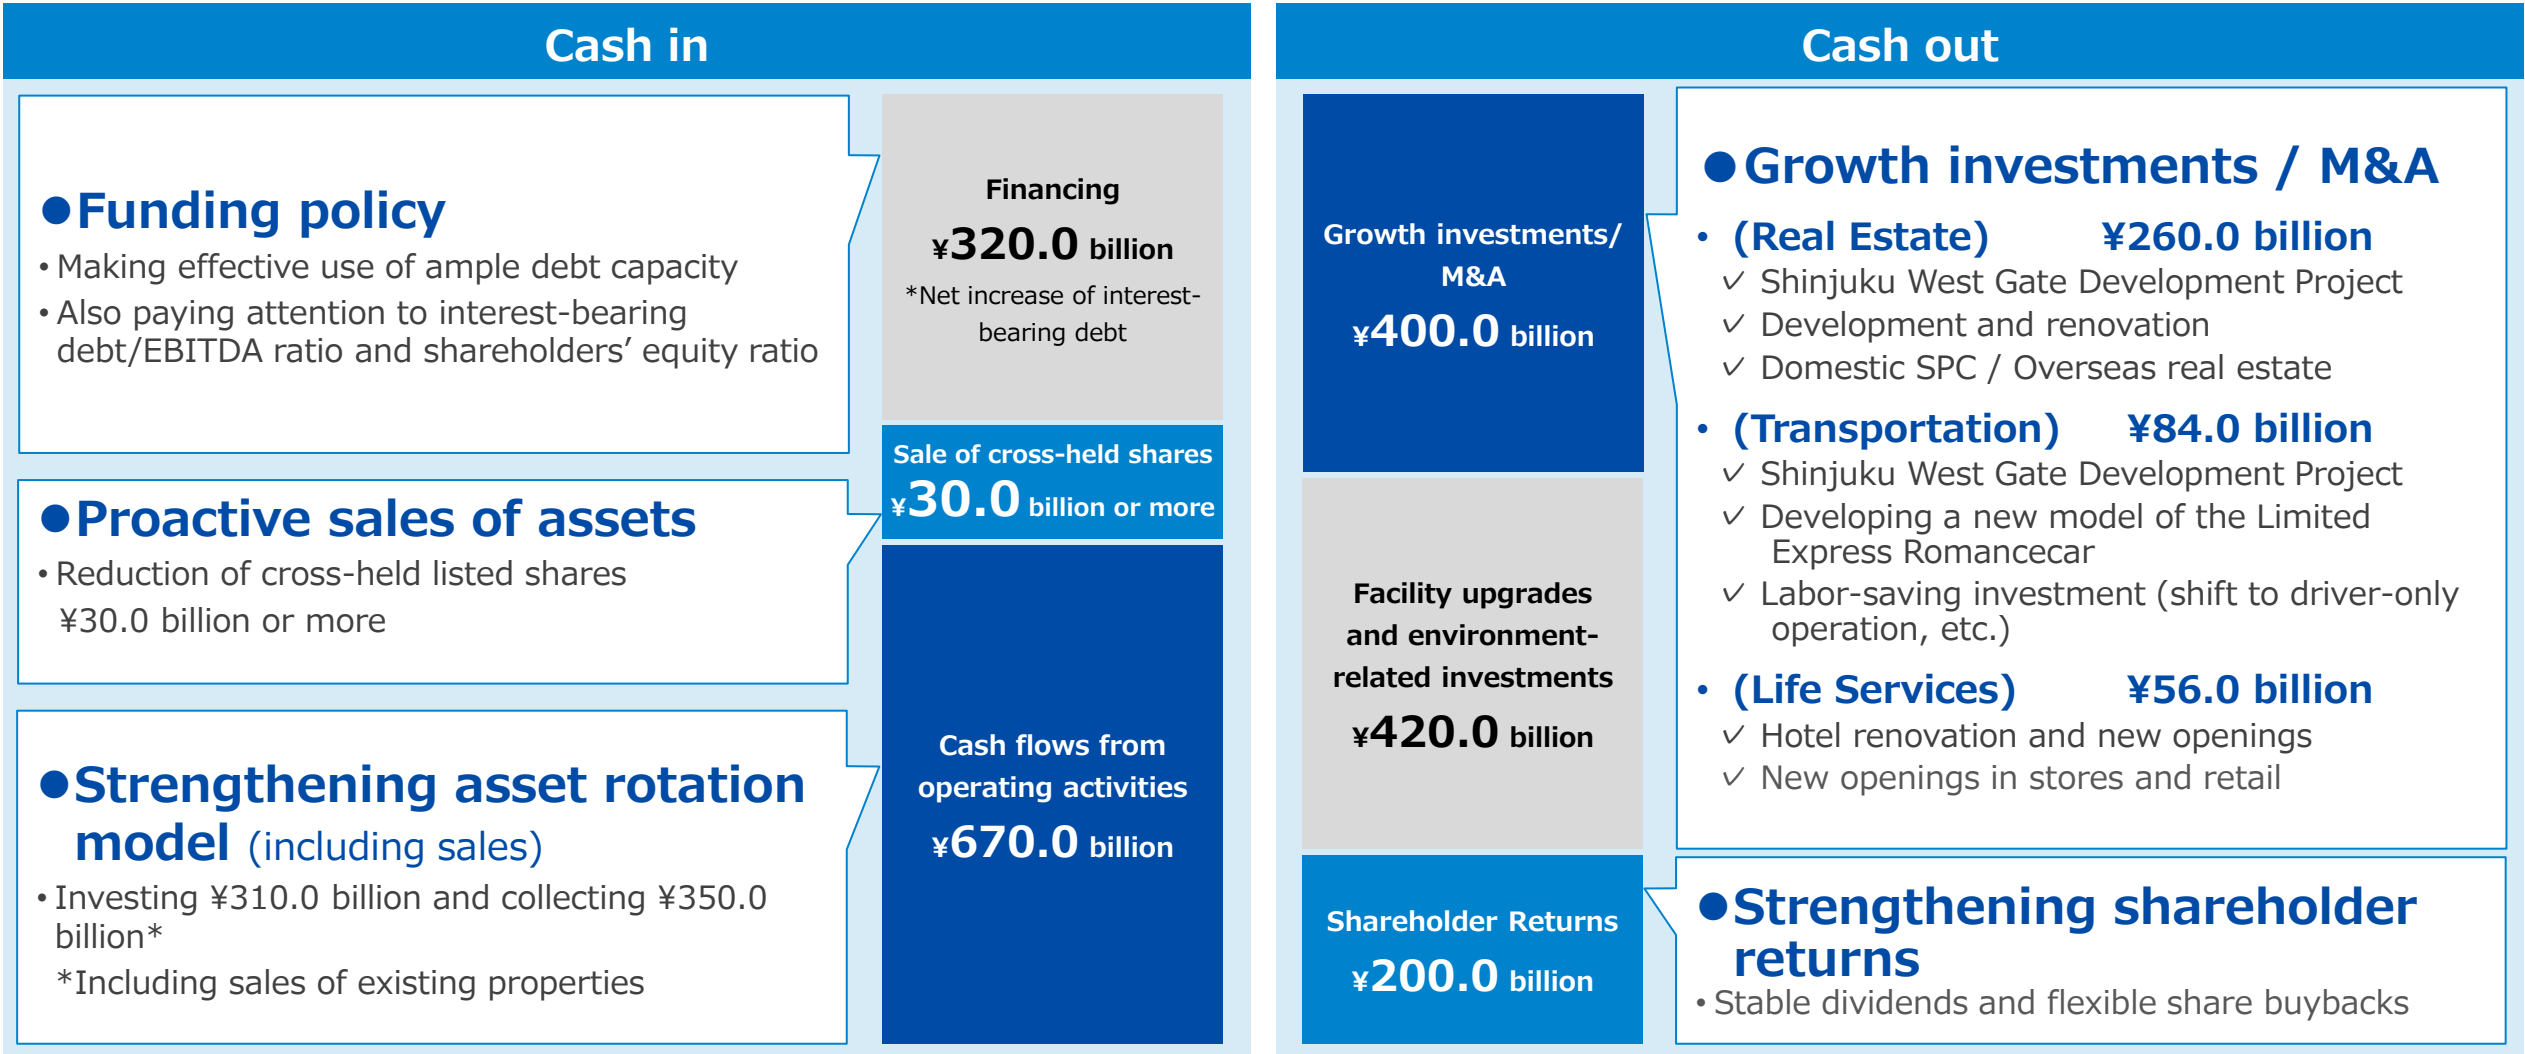 Cash in
●Funding policy
• Making effective use of ample debt capacity
• Also paying attention to interest-bearing
debt/EBITDA ratio and shareholders’ equity ratio
●Proactive sales of assets
• Reduction of cross-held listed shares
¥30.0 billion or more
●Strengthening asset rotation
model (including sales)
• Investing ¥310.0 billion and collecting ¥350.0
billion*
*Including sales of existing properties
Financing
¥320.0 billion
*Net increase of interest-
bearing debt
Sale of cross-held shares
¥30.0 billion or more
Cash flows from
operating activities
¥670.0 billion
Cash out
Growth investments/
M&A
¥400.0 billion
Facility upgrades
and environment-
related investments
¥420.0 billion
Shareholder Returns
¥200.0 billion
●Growth investments / M&A
• (Real Estate) ¥260.0 billion
✓ Shinjuku West Gate Development Project
✓ Development and renovation
✓ Domestic SPC / Overseas real estate
• (Transportation) ¥84.0 billion
✓ Shinjuku West Gate Development Project
✓ Developing a new model of the Limited
Express Romancecar
✓ Labor-saving investment (shift to driver-only
operation, etc.)
• (Life Services) ¥56.0 billion
✓ Hotel renovation and new openings
✓ New openings in stores and retail
●Strengthening shareholder
returns
• Stable dividends and flexible share buybacks